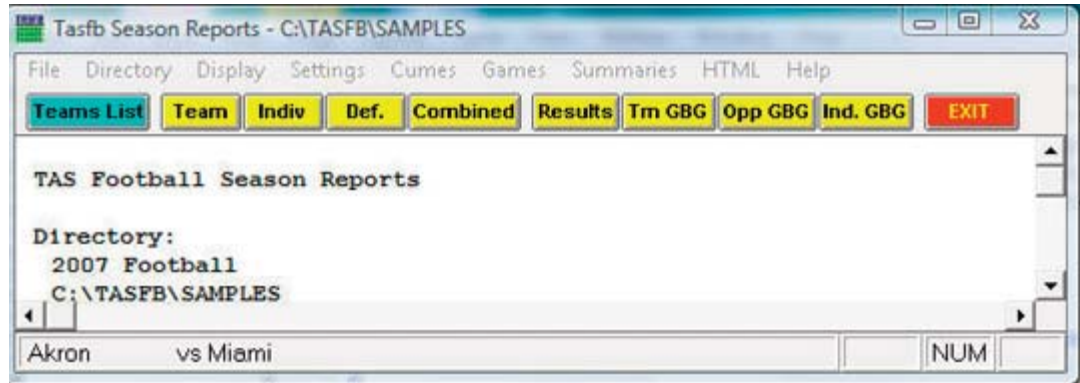 Tasfb Season Reports - C:\TASFB\SAMPLES
File Directory Display Settings Cumes Games Summaries HTML Help
Teams List Team Indiv Def. Combined Results Tm GBG Opp GBG Ind. GBG EXIT
TAS Football Season Reports
Directory:
2007 Football
C:\TASFB\SAMPLES
Akron vs Miami NUM